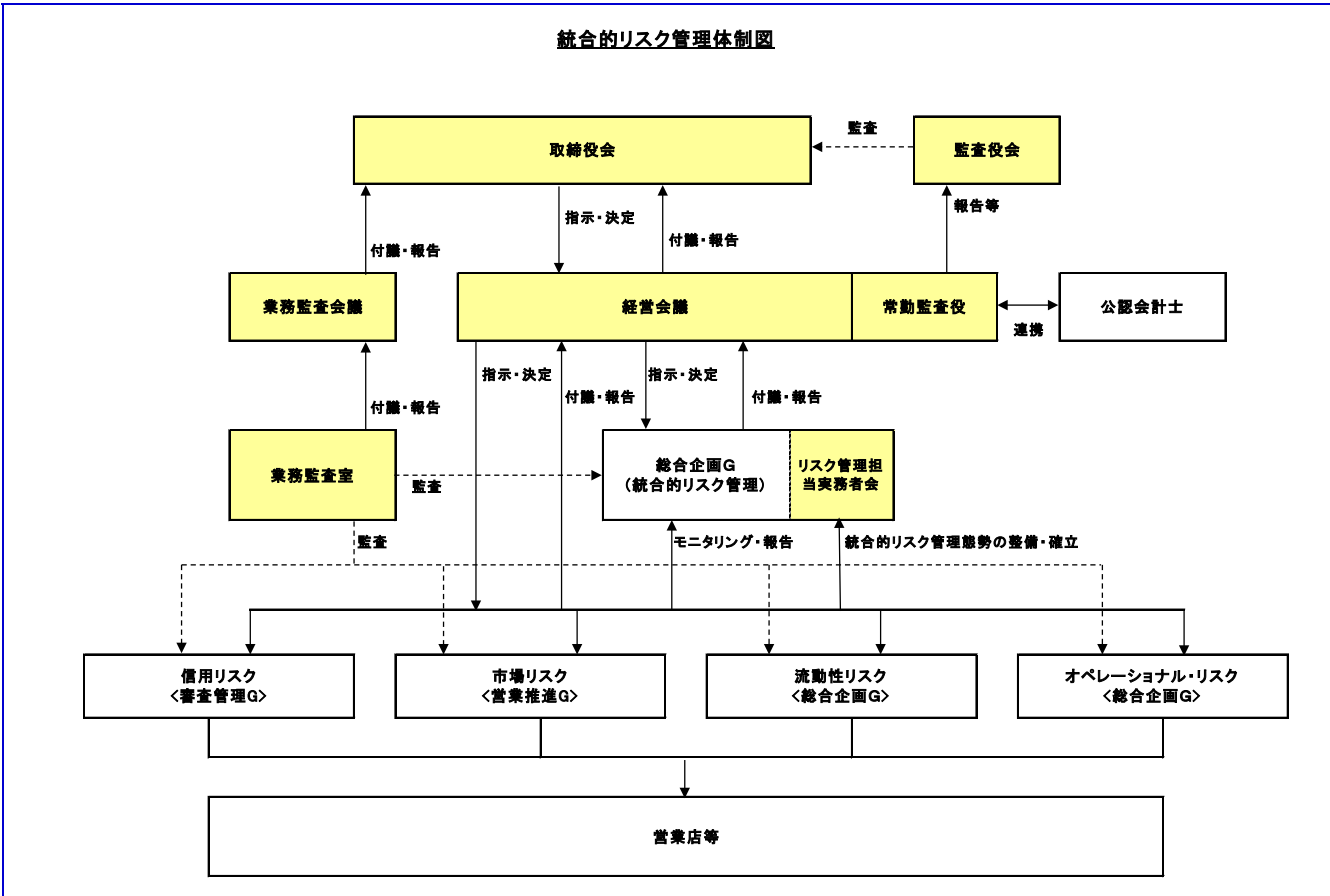 統合的リスク管理体制図
取締役会
監査
監査役会
指示・決定
報告等
付議・報告
付議・報告
業務監査会議
経営会議
常勤監査役
公認会計士
連携
指示・決定
付議・報告
指示・決定
付議・報告
付議・報告
業務監査室
監査
総合企画G
(統合的リスク管理)
リスク管理担
当実務者会
監査
モニタリング・報告
統合的リスク管理態勢の整備・確立
信用リスク
<審査管理G>
市場リスク
<営業推進G>
流動性リスク
<総合企画G>
オペレーショナル・リスク
<総合企画G>
営業店等